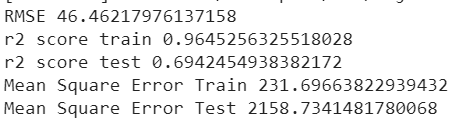 RMSE 46.46217976137158
r2 score train 0.9645256325518028
r2 score test 0.6942454938382172
Mean Square Error Train 231.69663822939432
Mean Square Error Test 2158.7341481780068